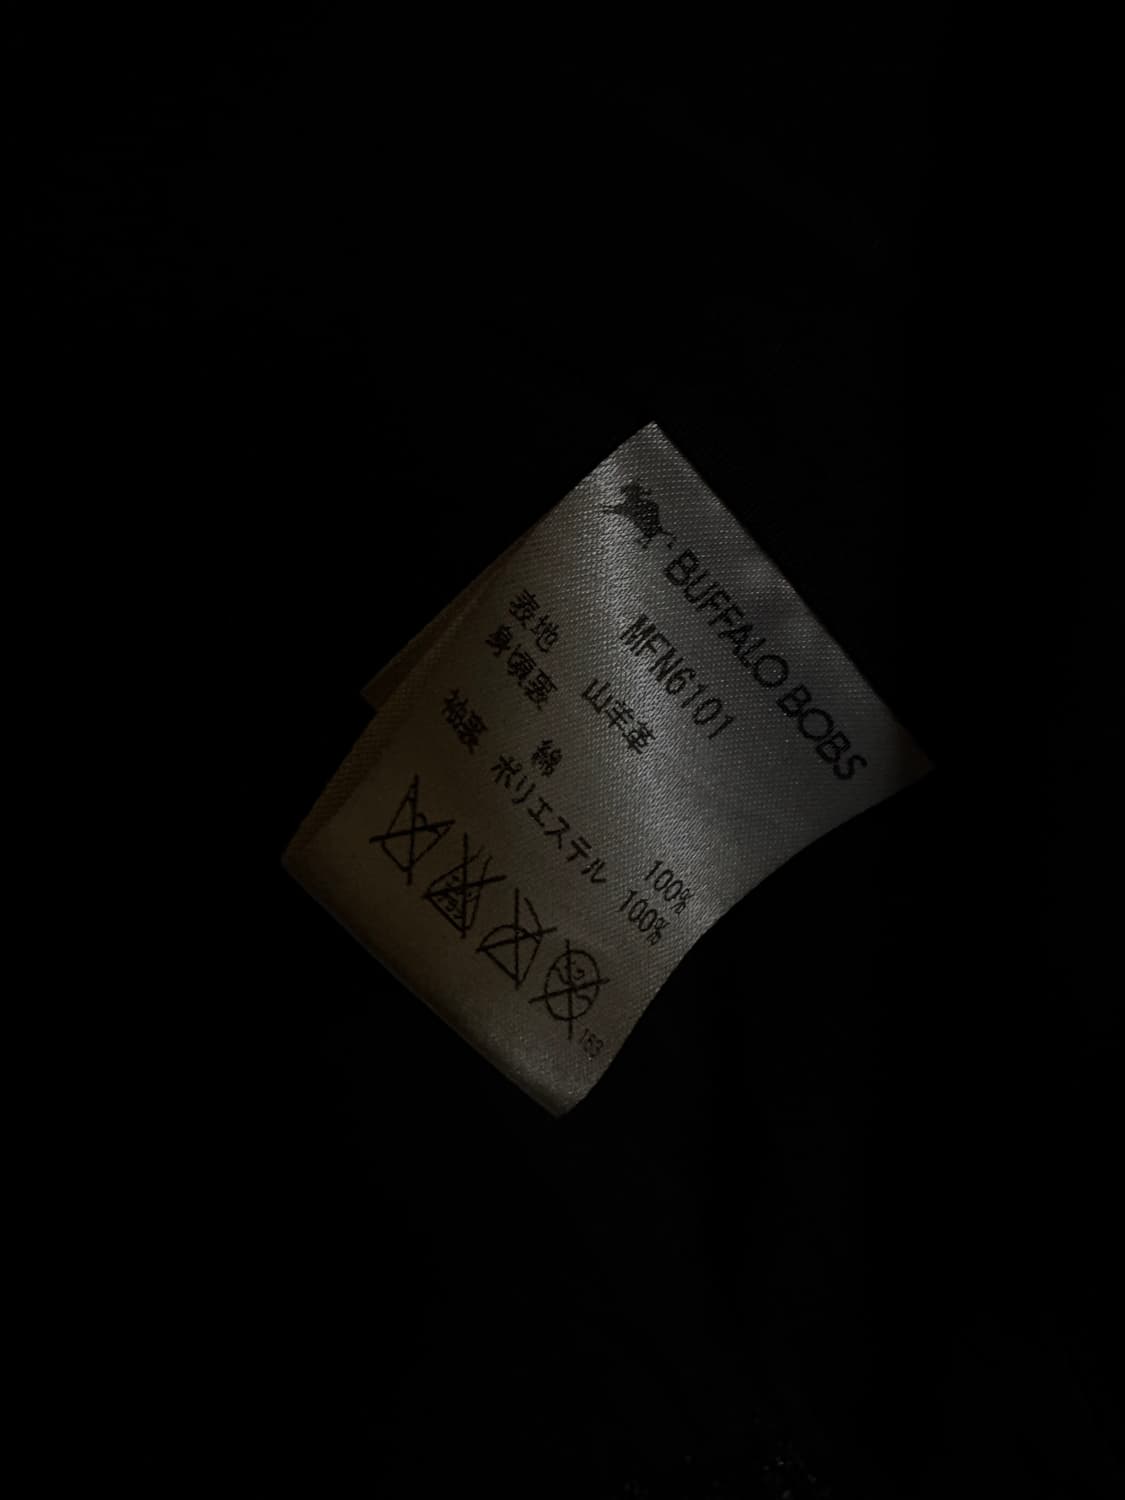 BUFFALO BOBS
MFN6101
表地 山羊革
身頃裏 綿 100%
袖裏 ポリエステル 100%
163